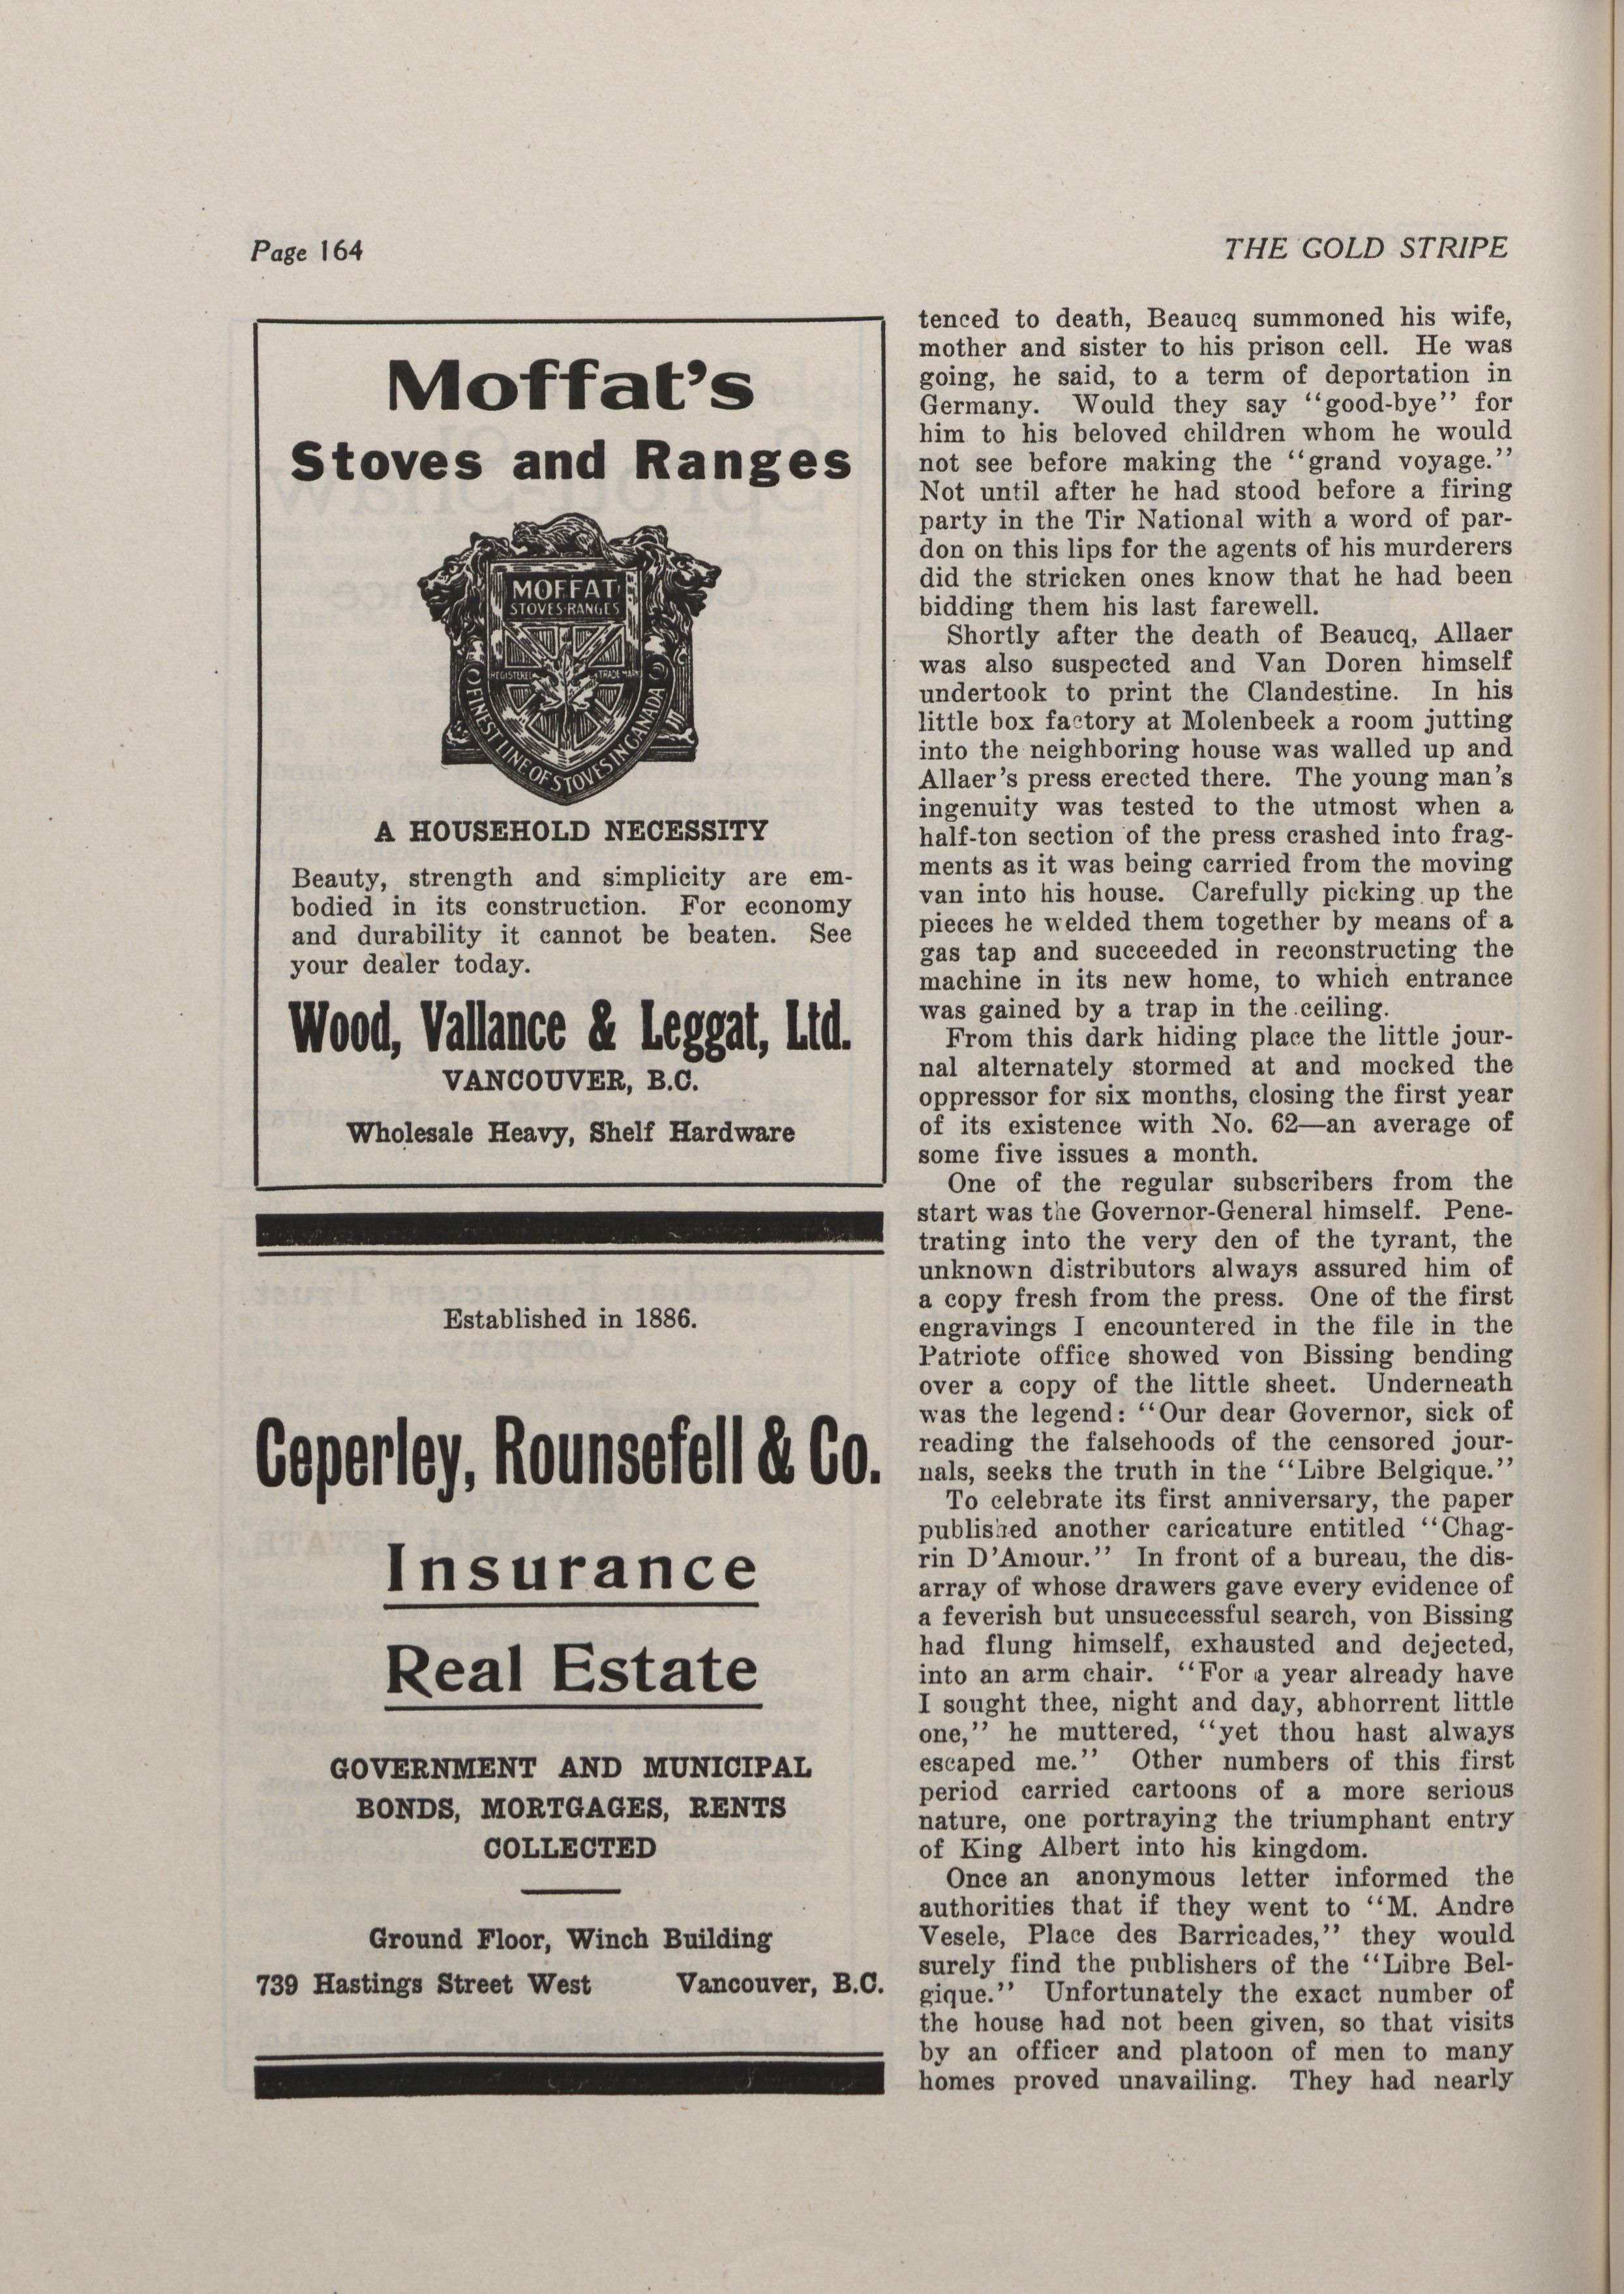 Page 164
THE GOLD STRIPE
Moffat's
Stoves and Ranges
MOFFAT
STOVES-RANGES
REGISTERED TRADE MARK
FINEST LINE OF STOVES IN CANADA
A HOUSEHOLD NECESSITY
Beauty, strength and simplicity are em-
bodied in its construction. For economy
and durability it cannot be beaten. See
your dealer today.
Wood, Vallance & Leggat, Ltd.
VANCOUVER, B.C.
Wholesale Heavy, Shelf Hardware
Established in 1886.
Ceperley, Rounsefell & Co.
Insurance
Real Estate
GOVERNMENT AND MUNICIPAL
BONDS, MORTGAGES, RENTS
COLLECTED
Ground Floor, Winch Building
739 Hastings Street West Vancouver, B.C.
tenced to death, Beaucq summoned his wife,
mother and sister to his prison cell. He was
going, he said, to a term of deportation in
Germany. Would they say "good-bye" for
him to his beloved children whom he would
not see before making the "grand voyage."
Not until after he had stood before a firing
party in the Tir National with a word of par-
don on this lips for the agents of his murderers
did the stricken ones know that he had been
bidding them his last farewell.
Shortly after the death of Beaucq, Allaer
was also suspected and Van Doren himself
undertook to print the Clandestine. In his
little box factory at Molenbeek a room jutting
into the neighboring house was walled up and
Allaer's press erected there. The young man's
ingenuity was tested to the utmost when a
half-ton section of the press crashed into frag-
ments as it was being carried from the moving
van into his house. Carefully picking up the
pieces he welded them together by means of a
gas tap and succeeded in reconstructing the
machine in its new home, to which entrance
was gained by a trap in the ceiling.
From this dark hiding place the little jour-
nal alternately stormed at and mocked the
oppressor for six months, closing the first year
of its existence with No. 62—an average of
some five issues a month.
One of the regular subscribers from the
start was the Governor-General himself. Pene-
trating into the very den of the tyrant, the
unknown distributors always assured him of
a copy fresh from the press. One of the first
engravings I encountered in the file in the
Patriote office showed von Bissing bending
over a copy of the little sheet. Underneath
was the legend: "Our dear Governor, sick of
reading the falsehoods of the censored jour-
nals, seeks the truth in the "Libre Belgique."
To celebrate its first anniversary, the paper
published another caricature entitled "Chag-
rin D'Amour." In front of a bureau, the dis-
array of whose drawers gave every evidence of
a feverish but unsuccessful search, von Bissing
had flung himself, exhausted and dejected,
into an arm chair. "For a year already have
I sought thee, night and day, abhorrent little
one," he muttered, "yet thou hast always
escaped me." Other numbers of this first
period carried cartoons of a more serious
nature, one portraying the triumphant entry
of King Albert into his kingdom.
Once an anonymous letter informed the
authorities that if they went to "M. Andre
Vesele, Place des Barricades," they would
surely find the publishers of the "Libre Bel-
gique." Unfortunately the exact number of
the house had not been given, so that visits
by an officer and platoon of men to many
homes proved unavailing. They had nearly